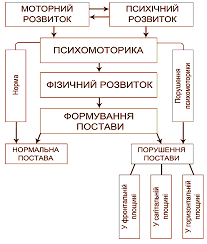 МОТОРНИЙ
РОЗВИТОК
ПСИХІЧНИЙ
РОЗВИТОК
ПСИХОМОТОРИКА
Норма
Порушення
психомоторики
ФІЗИЧНИЙ РОЗВИТОК
ФОРМУВАННЯ
ПОСТАВИ
НОРМАЛЬНА
ПОСТАВА
ПОРУШЕННЯ
ПОСТАВИ
У фронтальній
площині
У сагітальній
площині
У горизонтальній
площині